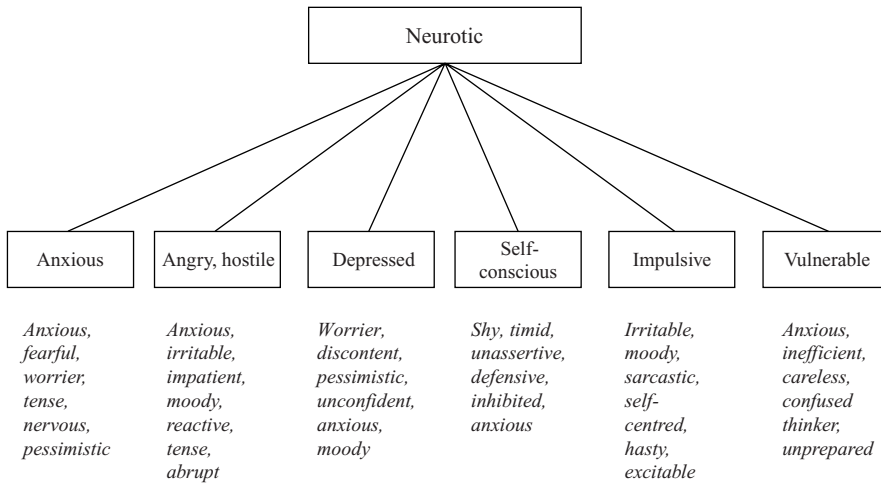 Neurotic
Anxious
Angry, hostile
Depressed
Self-
conscious
Impulsive
Vulnerable
Anxious,
fearful,
worrier,
tense,
nervous,
pessimistic
Anxious,
irritable,
impatient,
moody,
reactive,
tense,
abrupt
Worrier,
discontent,
pessimistic,
unconfident,
anxious,
moody
Shy, timid,
unassertive,
defensive,
inhibited,
anxious
Irritable,
moody,
sarcastic,
self-
centred,
hasty,
excitable
Anxious,
inefficient,
careless,
confused
thinker,
unprepared